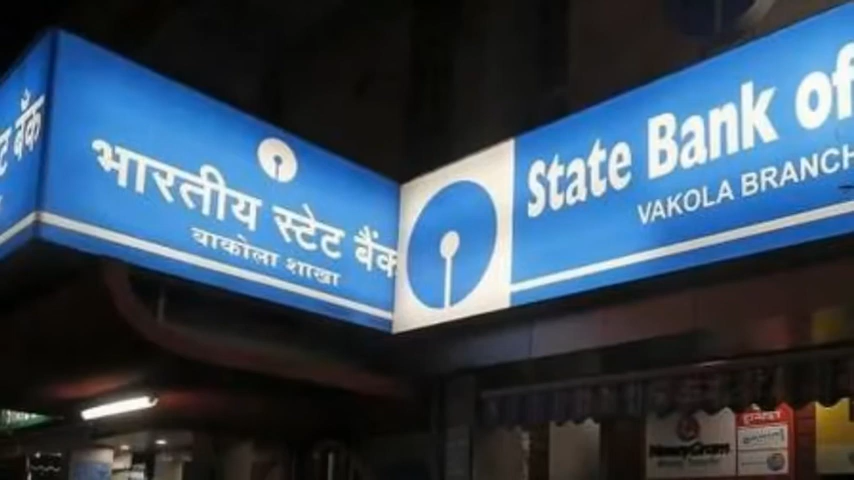 ट बैंक
भारतीय स्टेट बैंक
वाकोला शाखा
State Bank of
VAKOLA BRANCH
MoneyGram